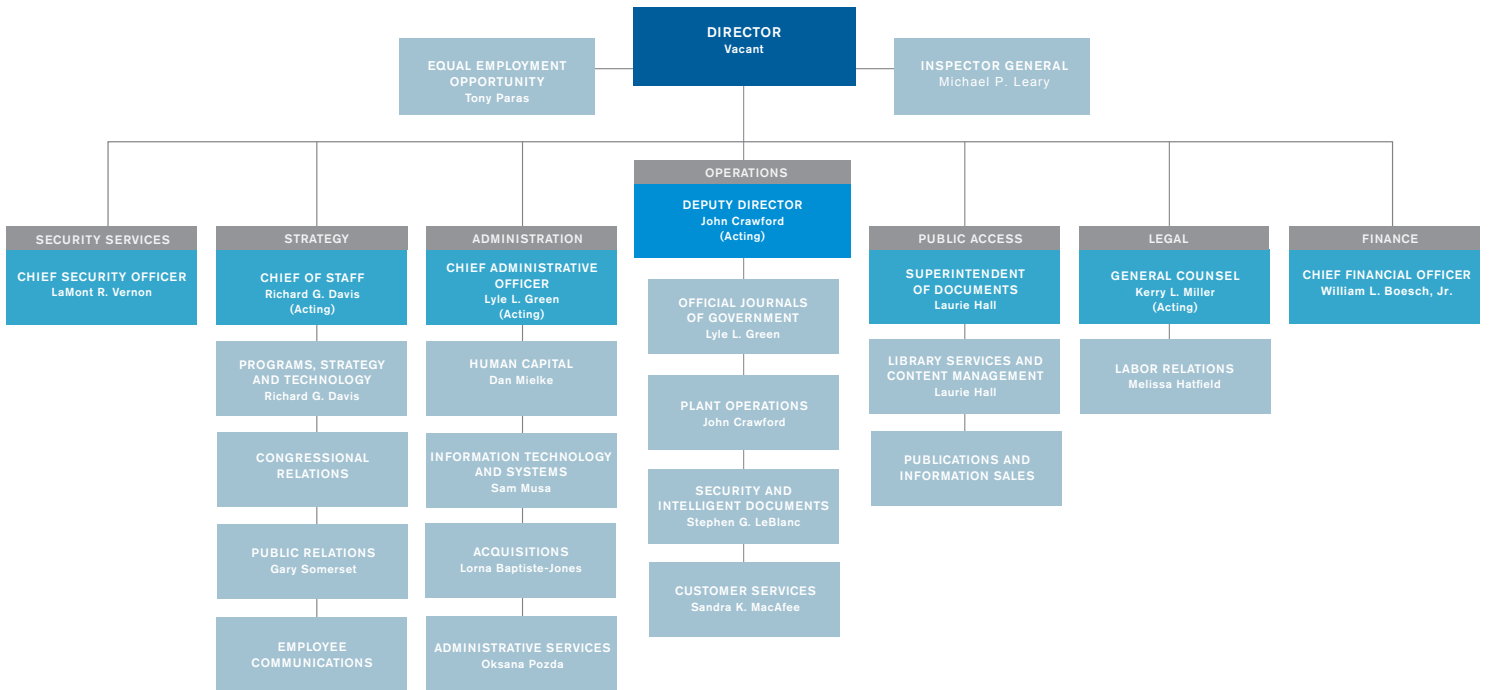 DIRECTOR
Vacant
EQUAL EMPLOYMENT
OPPORTUNITY
Tony Paras
INSPECTOR GENERAL
Michael P. Leary
SECURITY SERVICES
CHIEF SECURITY OFFICER
LaMont R. Vernon
STRATEGY
CHIEF OF STAFF
Richard G. Davis
(Acting)
PROGRAMS, STRATEGY
AND TECHNOLOGY
Richard G. Davis
CONGRESSIONAL
RELATIONS
PUBLIC RELATIONS
Gary Somerset
EMPLOYEE
COMMUNICATIONS
ADMINISTRATION
CHIEF ADMINISTRATIVE
OFFICER
Lyle L. Green
(Acting)
HUMAN CAPITAL
Dan Mielke
INFORMATION TECHNOLOGY
AND SYSTEMS
Sam Musa
ACQUISITIONS
Lorna Baptiste-Jones
ADMINISTRATIVE SERVICES
Oksana Pozda
OPERATIONS
DEPUTY DIRECTOR
John Crawford
(Acting)
OFFICIAL JOURNALS
OF GOVERNMENT
Lyle L. Green
PLANT OPERATIONS
John Crawford
SECURITY AND
INTELLIGENT DOCUMENTS
Stephen G. LeBlanc
CUSTOMER SERVICES
Sandra K. MacAfee
PUBLIC ACCESS
SUPERINTENDENT
OF DOCUMENTS
Laurie Hall
LIBRARY SERVICES AND
CONTENT MANAGEMENT
Laurie Hall
PUBLICATIONS AND
INFORMATION SALES
LEGAL
GENERAL COUNSEL
Kerry L. Miller
(Acting)
LABOR RELATIONS
Melissa Hatfield
FINANCE
CHIEF FINANCIAL OFFICER
William L. Boesch, Jr.